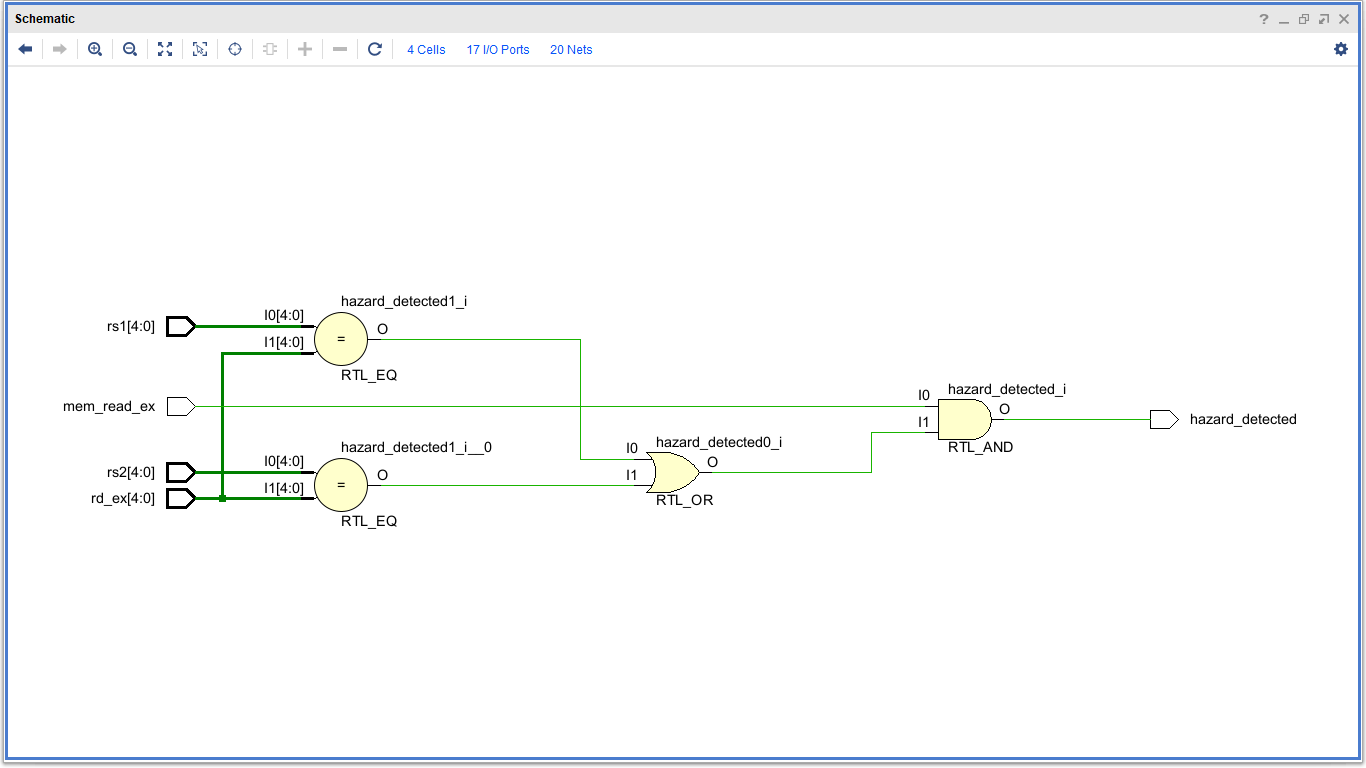 Schematic
4 Cells 17 I/O Ports 20 Nets
hazard_detected1_i
rs1[4:0] I0[4:0] = O
I1[4:0]
RTL_EQ
mem_read_ex
hazard_detected_i
I0 O hazard_detected
I1
RTL_AND
hazard_detected1_i__0
rs2[4:0] I0[4:0] = O
rd_ex[4:0] I1[4:0]
RTL_EQ
hazard_detected0_i
I0 O
I1
RTL_OR